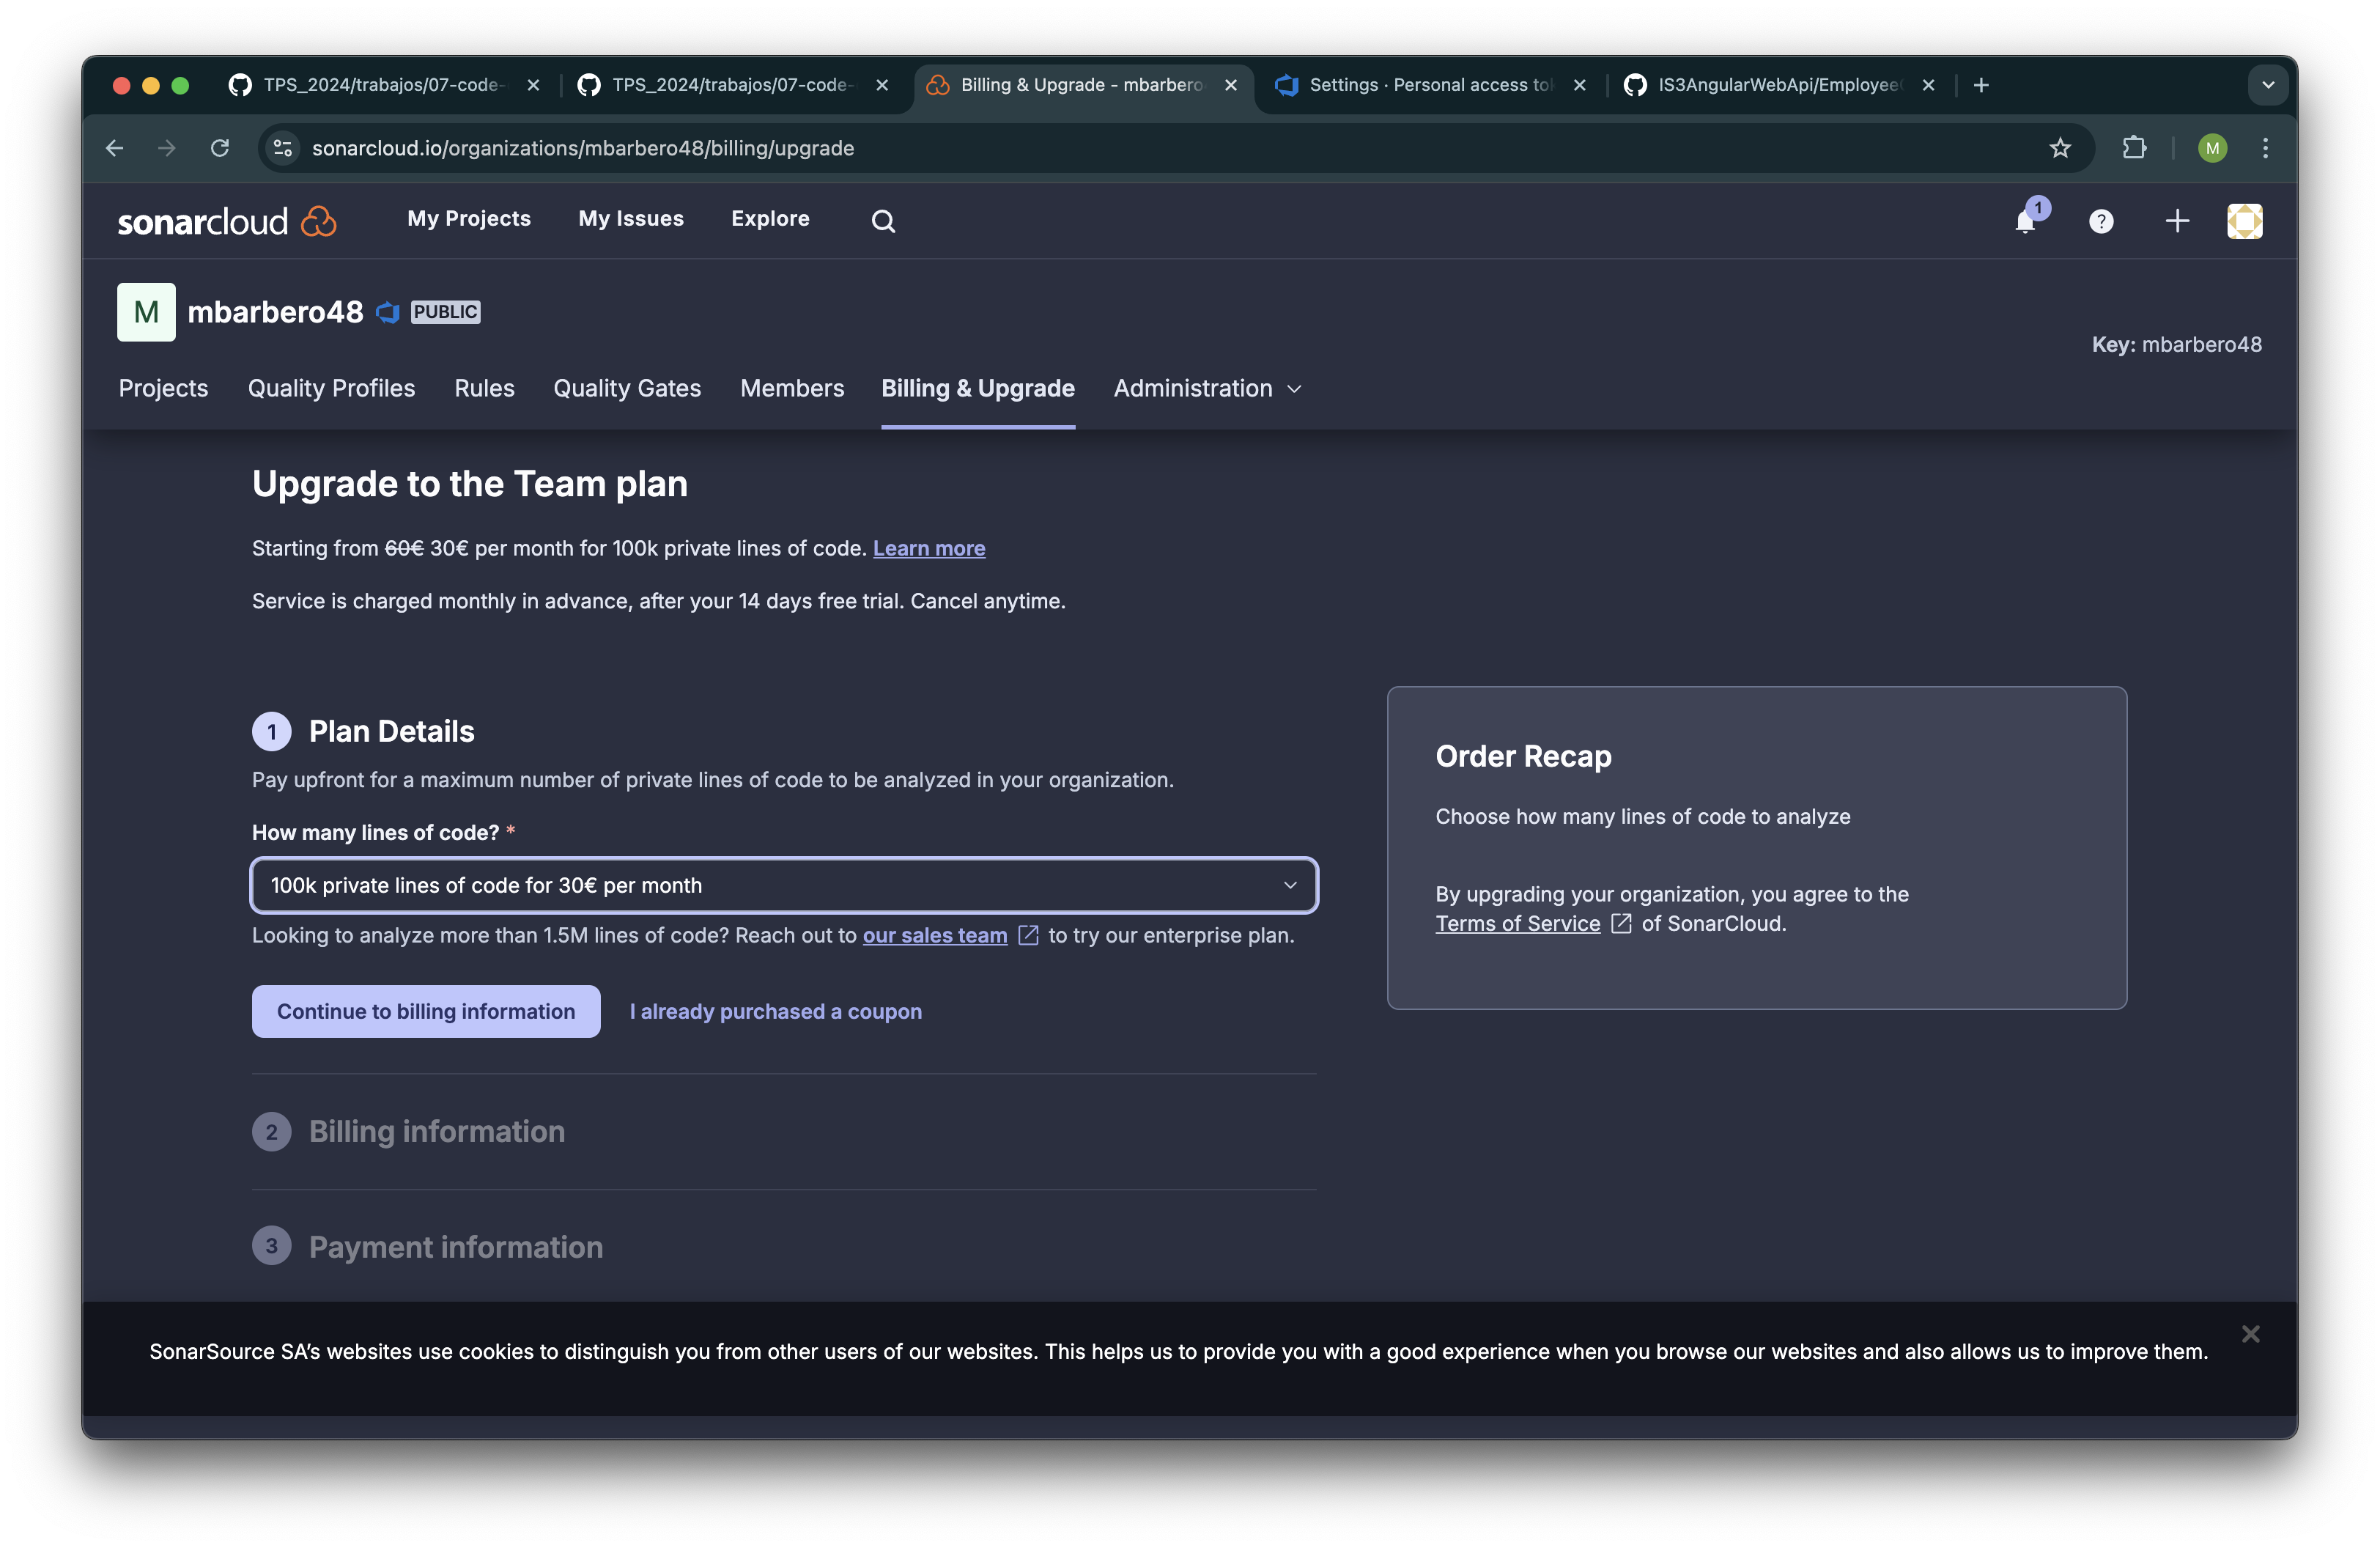 TPS_2024/trabajos/07-code-
TPS_2024/trabajos/07-code-
Billing & Upgrade - mbarbero
Settings · Personal access to
IS3AngularWebApi/Employee
sonarcloud.io/organizations/mbarbero48/billing/upgrade
M
sonarcloud
My Projects
My Issues
Explore
1
?
M
mbarbero48
PUBLIC
Key: mbarbero48
Projects
Quality Profiles
Rules
Quality Gates
Members
Billing & Upgrade
Administration
Upgrade to the Team plan
Starting from 60€ 30€ per month for 100k private lines of code. Learn more
Service is charged monthly in advance, after your 14 days free trial. Cancel anytime.
1 Plan Details
Pay upfront for a maximum number of private lines of code to be analyzed in your organization.
How many lines of code? *
100k private lines of code for 30€ per month
Looking to analyze more than 1.5M lines of code? Reach out to our sales team to try our enterprise plan.
Continue to billing information
I already purchased a coupon
Order Recap
Choose how many lines of code to analyze
By upgrading your organization, you agree to the
Terms of Service of SonarCloud.
2 Billing information
3 Payment information
SonarSource SA’s websites use cookies to distinguish you from other users of our websites. This helps us to provide you with a good experience when you browse our websites and also allows us to improve them.